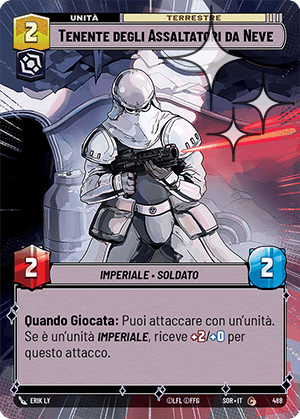 UNITÀ
TERRESTRE
2
Tenente degli Assaltatori da Neve
2
2
IMPERIALE • SOLDATO
Quando Giocata: Puoi attaccare con un'unità.
Se è un'unità IMPERIALE, riceve +2/+0 per
questo attacco.
ERIK LY
©LFL ©FFG
SOR • IT
C
488